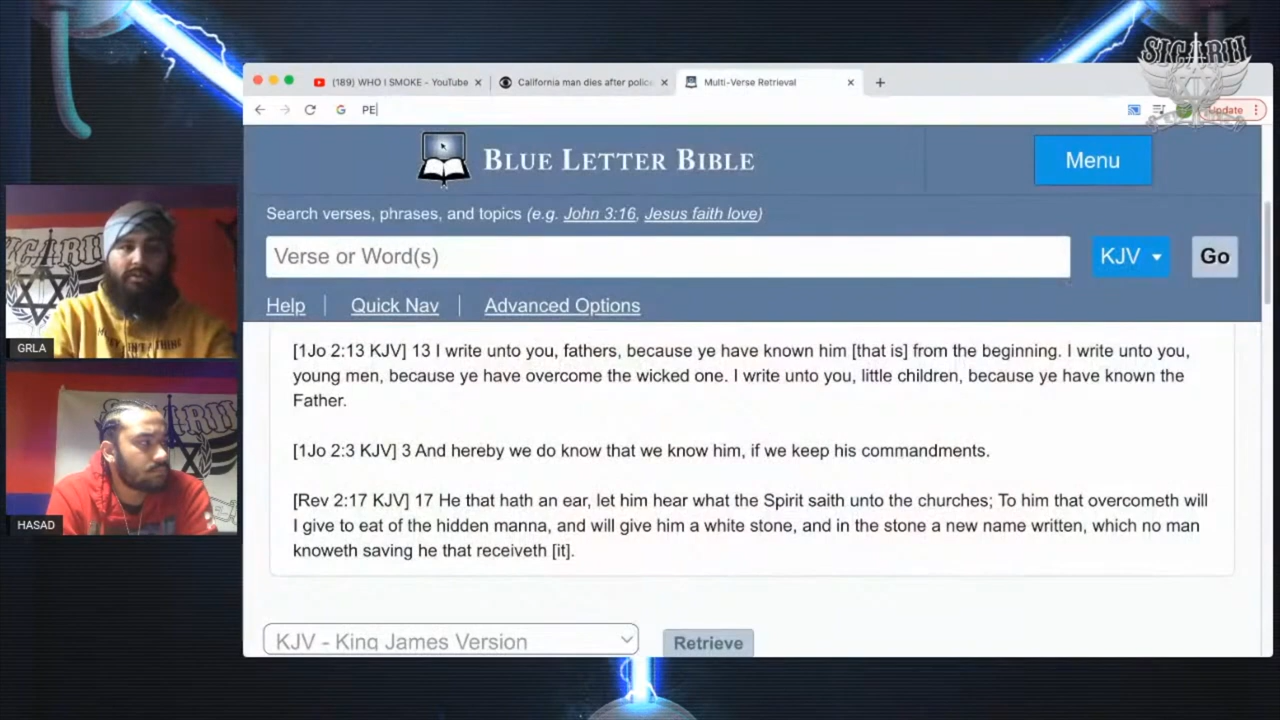 SICARII
(189) WHO I SMOKE - YouTube
California man dies after polic
Multi-Verse Retrieval
PE
Update
BLUE LETTER BIBLE
Menu
Search verses, phrases, and topics (e.g. John 3:16, Jesus faith love)
Verse or Word(s)
KJV
Go
Help
Quick Nav
Advanced Options
[1Jo 2:13 KJV] 13 I write unto you, fathers, because ye have known him [that is] from the beginning. I write unto you,
young men, because ye have overcome the wicked one. I write unto you, little children, because ye have known the
Father.
[1Jo 2:3 KJV] 3 And hereby we do know that we know him, if we keep his commandments.
[Rev 2:17 KJV] 17 He that hath an ear, let him hear what the Spirit saith unto the churches; To him that overcometh will
I give to eat of the hidden manna, and will give him a white stone, and in the stone a new name written, which no man
knoweth saving he that receiveth [it].
KJV - King James Version
Retrieve
SICARII
GRLA
SICARII
HASAD